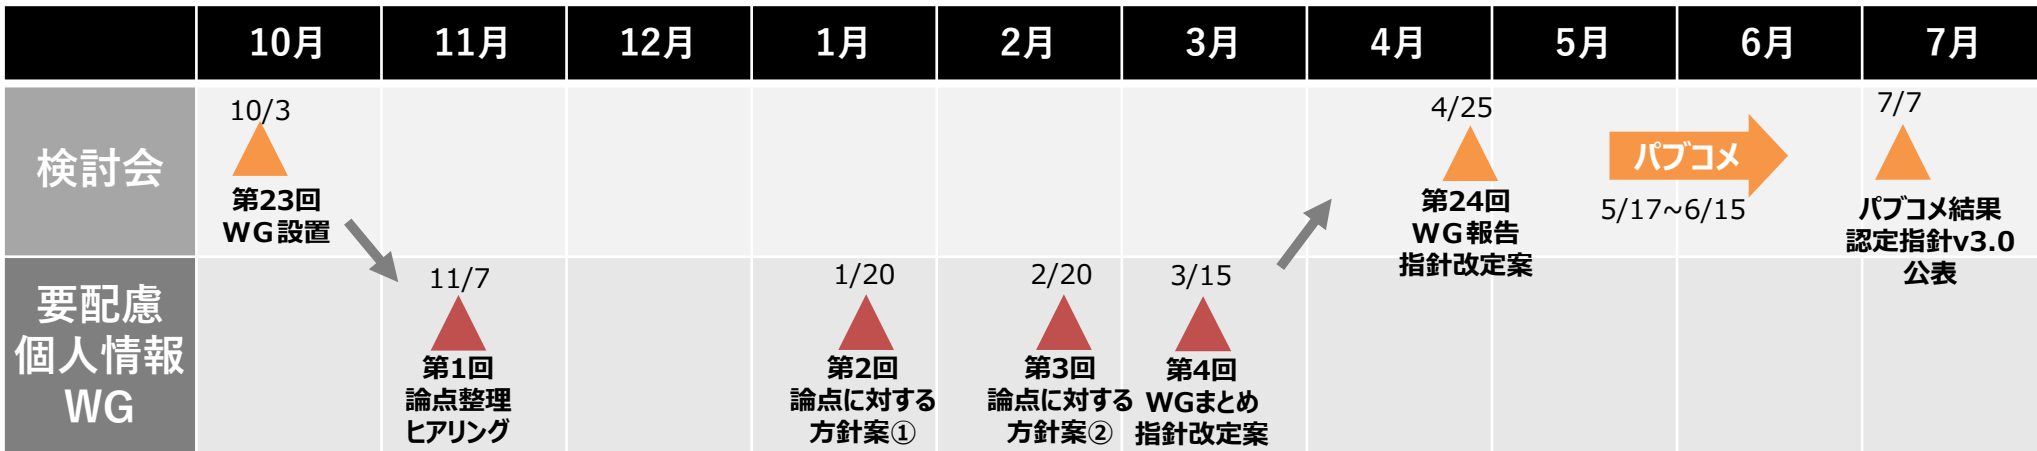 10月
11月
12月
1月
2月
3月
4月
5月
6月
7月
検討会
10/3
第23回
WG設置
4/25
第24回
WG報告
指針改定案
パブコメ
5/17~6/15
7/7
パブコメ結果
認定指針v3.0
公表
要配慮
個人情報
WG
11/7
第1回
論点整理
ヒアリング
1/20
第2回
論点に対する
方針案①
2/20
第3回
論点に対する
方針案②
3/15
第4回
WGまとめ
指針改定案